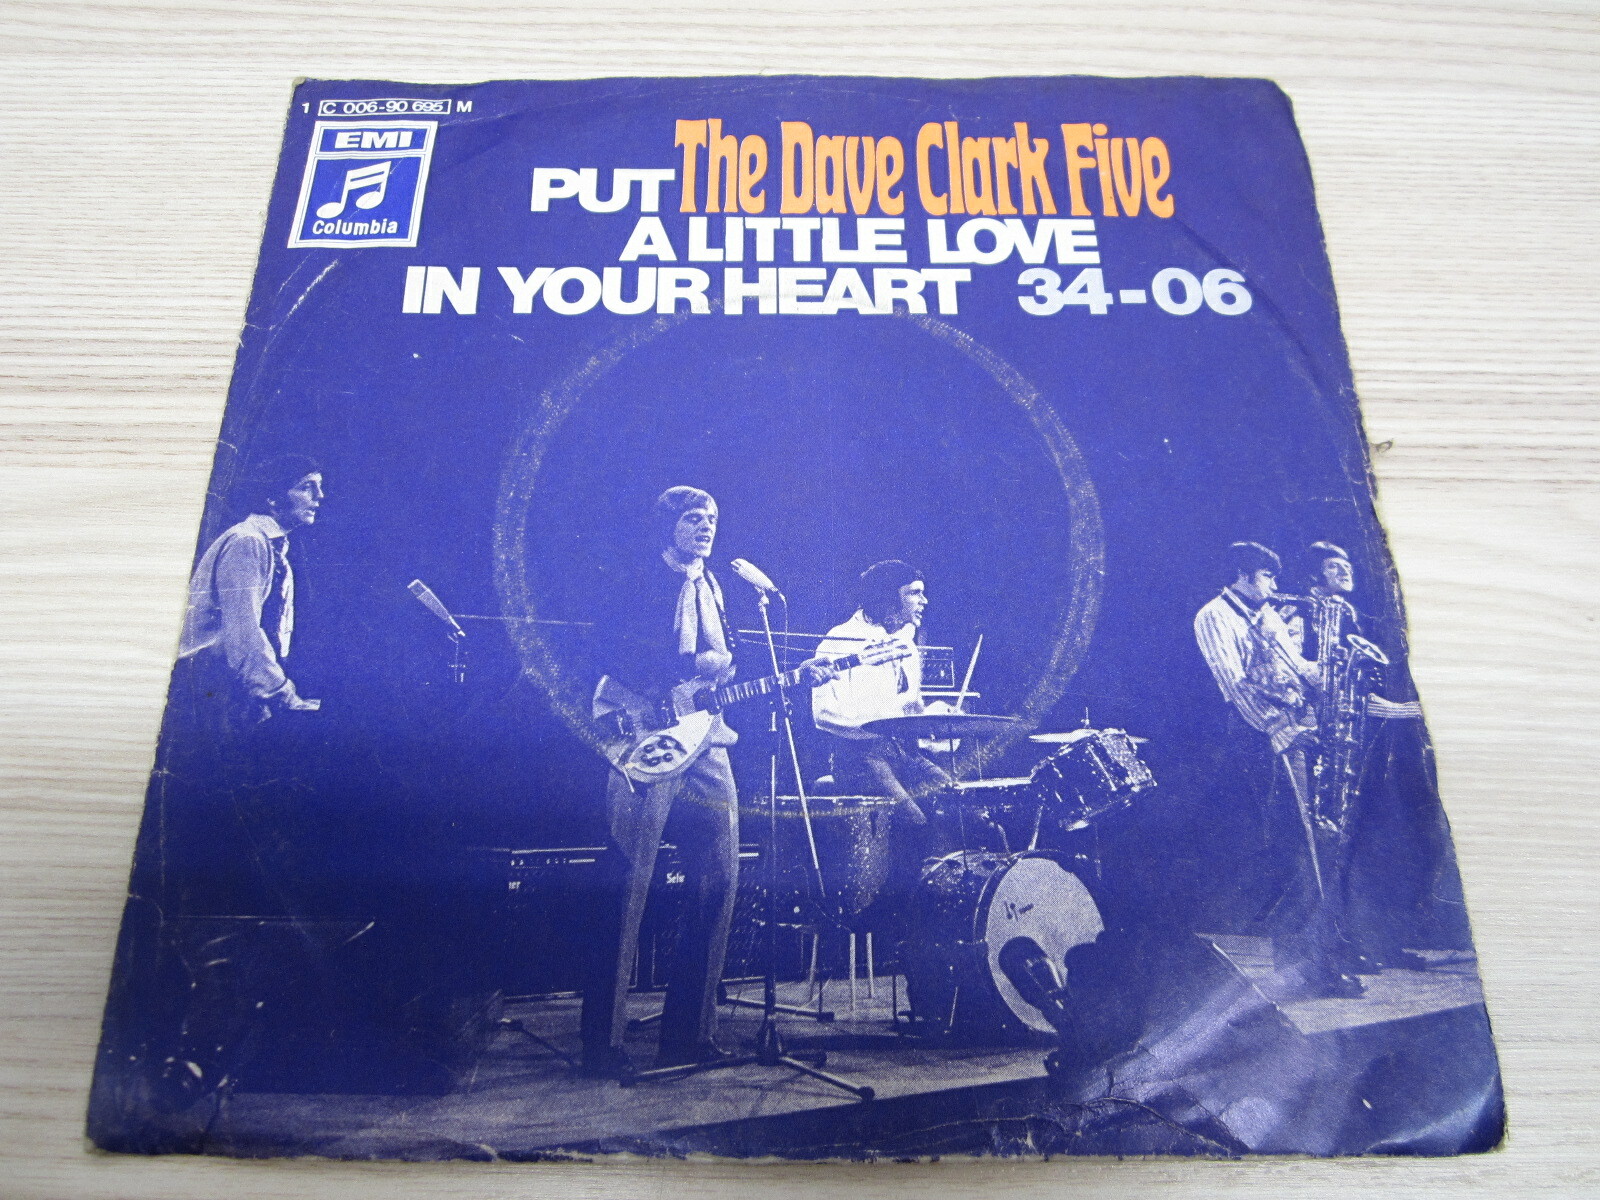 1 C 006-90 695 M
EMI
Columbia
The Dave Clark Five
PUT
A LITTLE LOVE
IN YOUR HEART 34-06